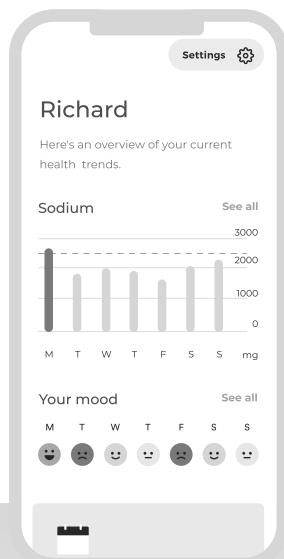 Settings
Richard
Here's an overview of your current
health trends.
Sodium See all
3000
2000
1000
0
M T W T F S S mg
Your mood See all
M T W T F S S